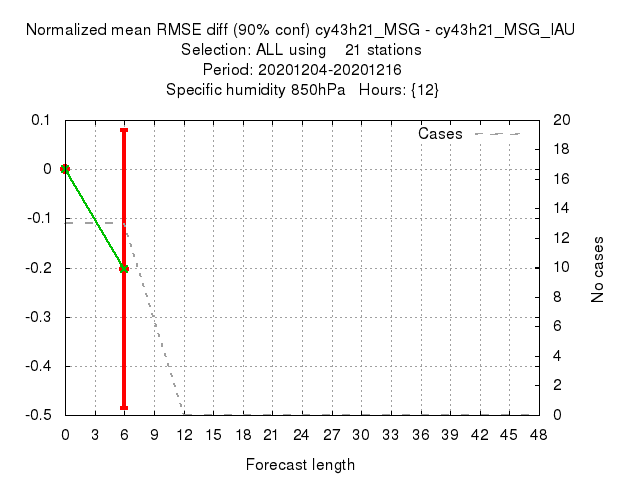 Normalized mean RMSE diff (90% conf) cy43h21_MSG - cy43h21_MSG_IAU
Selection: ALL using 21 stations
Period: 20201204-20201216
Specific humidity 850hPa Hours: {12}
Cases
0.1
0
-0.1
-0.2
-0.3
-0.4
-0.5
20
18
16
14
12
10
8
6
4
2
0
No cases
0 3 6 9 12 15 18 21 24 27 30 33 36 39 42 45 48
Forecast length